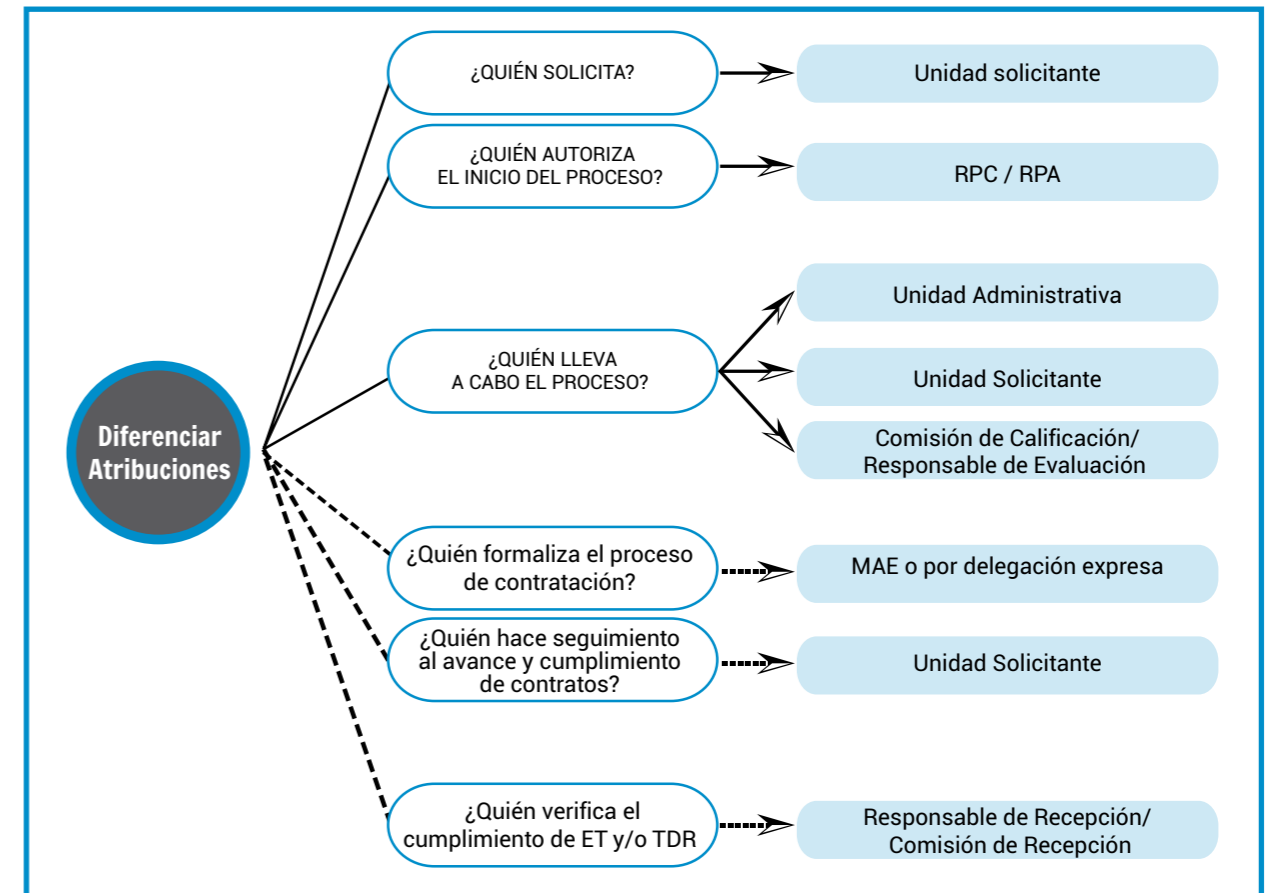 ¿QUIÉN SOLICITA?
Unidad solicitante
¿QUIÉN AUTORIZA
EL INICIO DEL PROCESO?
RPC / RPA
Diferenciar
Atribuciones
¿QUIÉN LLEVA
A CABO EL PROCESO?
Unidad Administrativa
Unidad Solicitante
Comisión de Calificación/
Responsable de Evaluación
¿Quién formaliza el proceso
de contratación?
MAE o por delegación expresa
¿Quién hace seguimiento
al avance y cumplimiento
de contratos?
Unidad Solicitante
¿Quién verifica el
cumplimiento de ET y/o TDR
Responsable de Recepción/
Comisión de Recepción